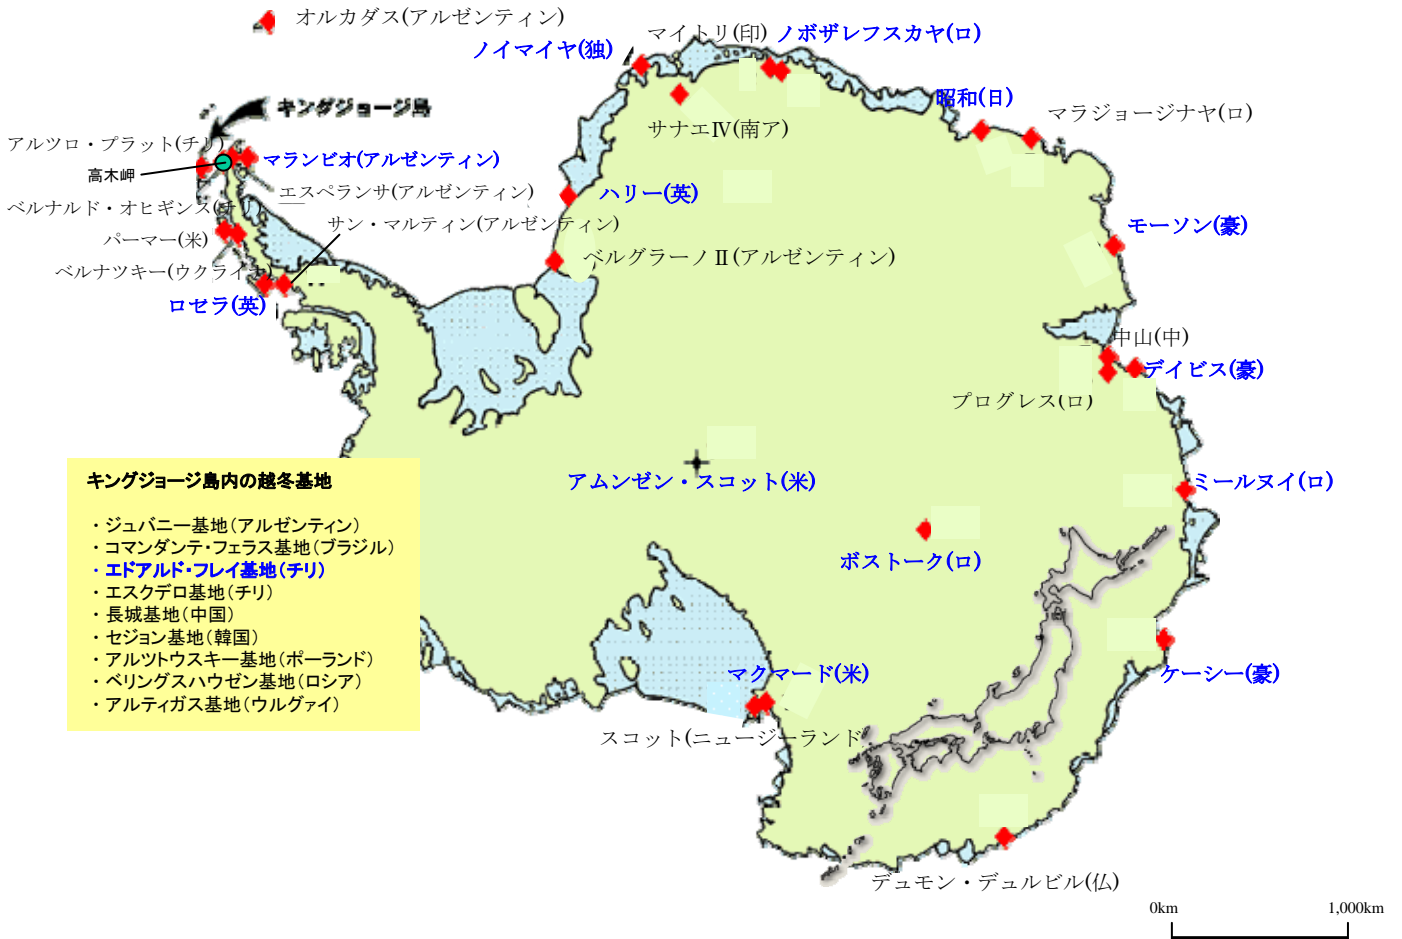 オルカダス(アルゼンティン)
マイトリ(印)
ノボザレフスカヤ(ロ)
ノイマイヤ(独)
昭和(日)
マラジョージナヤ(ロ)
キングジョージ島
サナエⅣ(南ア)
アルツロ・プラット(チリ)
マランビオ(アルゼンティン)
高木岬
エスペランサ(アルゼンティン)
ハリー(英)
ベルナルド・オヒギンス(チリ)
サン・マルティン(アルゼンティン)
モーソン(豪)
パーマー(米)
ベルグラーノⅡ(アルゼンティン)
ベルナツキー(ウクライナ)
ロゼラ(英)
中山(中)
デイビス(豪)
プログレス(ロ)
アムンゼン・スコット(米)
ミールヌイ(ロ)
キングジョージ島内の越冬基地
・ジュバニー基地(アルゼンティン)
・コマンダンテ・フェラス基地(ブラジル)
・エドアルド・フレイ基地(チリ)
・エスクデロ基地(チリ)
・長城基地(中国)
・セジョン基地(韓国)
・アルツトウスキー基地(ポーランド)
・ベリングスハウゼン基地(ロシア)
・アルティガス基地(ウルグァイ)
ボストーク(ロ)
マクマード(米)
ケーシー(豪)
スコット(ニュージーランド
デュモン・デュルビル(仏)
0km
1,000km